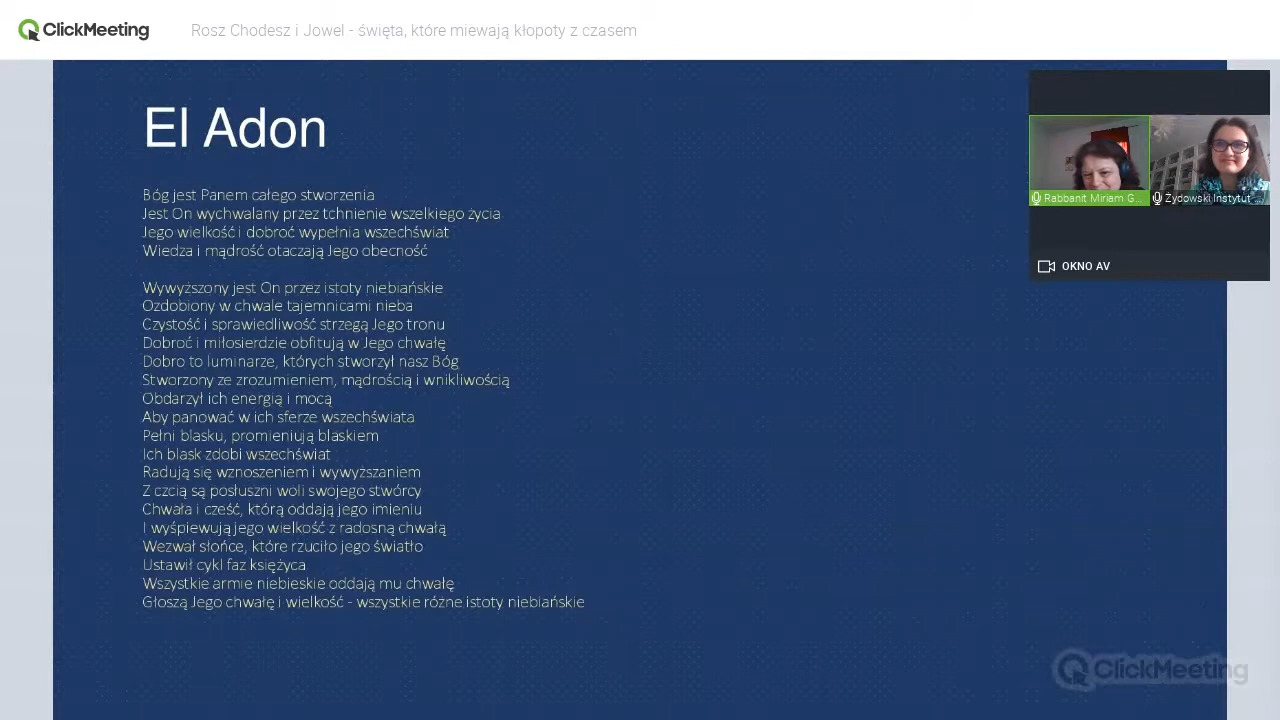 ClickMeeting
Rosz Chodesz i Jowel - święta, które miewają kłopoty z czasem
El Adon
Bóg jest Panem całego stworzenia
Jest On wychwalany przez tchnienie wszelkiego życia
Jego wielkość i dobroć wypełnia wszechświat
Wiedza i mądrość otaczają Jego obecność
Wywyższony jest On przez istoty niebiańskie
Ozdobiony w chwale tajemnicami nieba
Czystość i sprawiedliwość strzegą Jego tronu
Dobroć i miłosierdzie obfitują w Jego chwałę
Dobro to luminarze, których stworzył nasz Bóg
Stworzony ze zrozumieniem, mądrością i wnikliwością
Obdarzył ich energią i mocą
Aby panować w ich sferze wszechświata
Pełni blasku, promieniują blaskiem
Ich blask zdobi wszechświat
Radują się wznoszeniem i wywyższaniem
Z czcią są posłuszni woli swojego stwórcy
Chwała i cześć, którą oddają jego imieniu
I wyśpiewują jego wielkość z radosną chwałą
Wezwał słońce, które rzuciło jego światło
Ustawił cykl faz księżyca
Wszystkie armie niebieskie oddają mu chwałę
Głoszą Jego chwałę i wielkość - wszystkie różne istoty niebiańskie
Rabbanit Miriam G...
Żydowski Instytut ...
OKNO AV
ClickMeeting